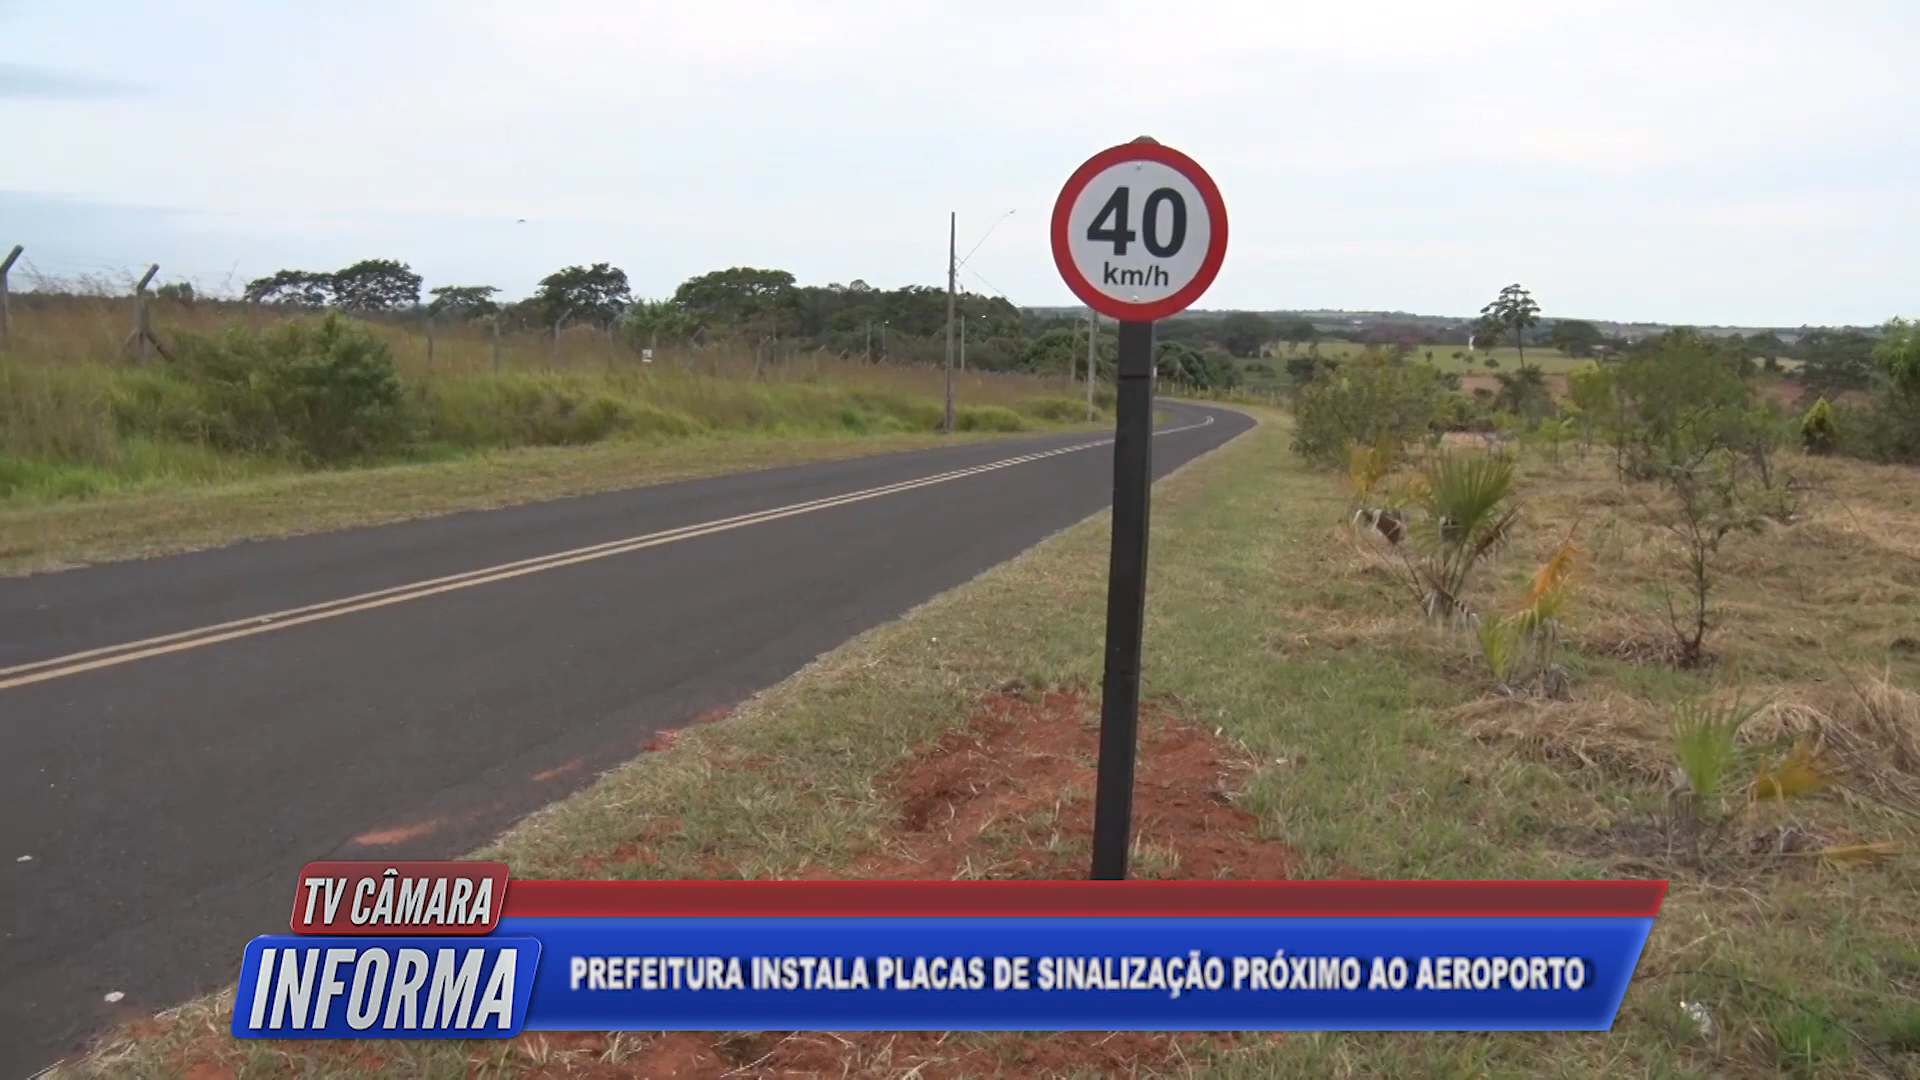 40
km/h
TV CÂMARA
INFORMA
PREFEITURA INSTALA PLACAS DE SINALIZAÇÃO PRÓXIMO AO AEROPORTO